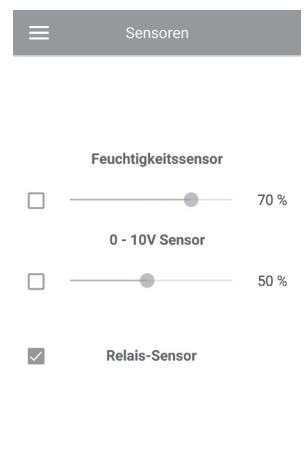 Sensoren
Feuchtigkeitssensor
70 %
0 - 10V Sensor
50 %
Relais-Sensor